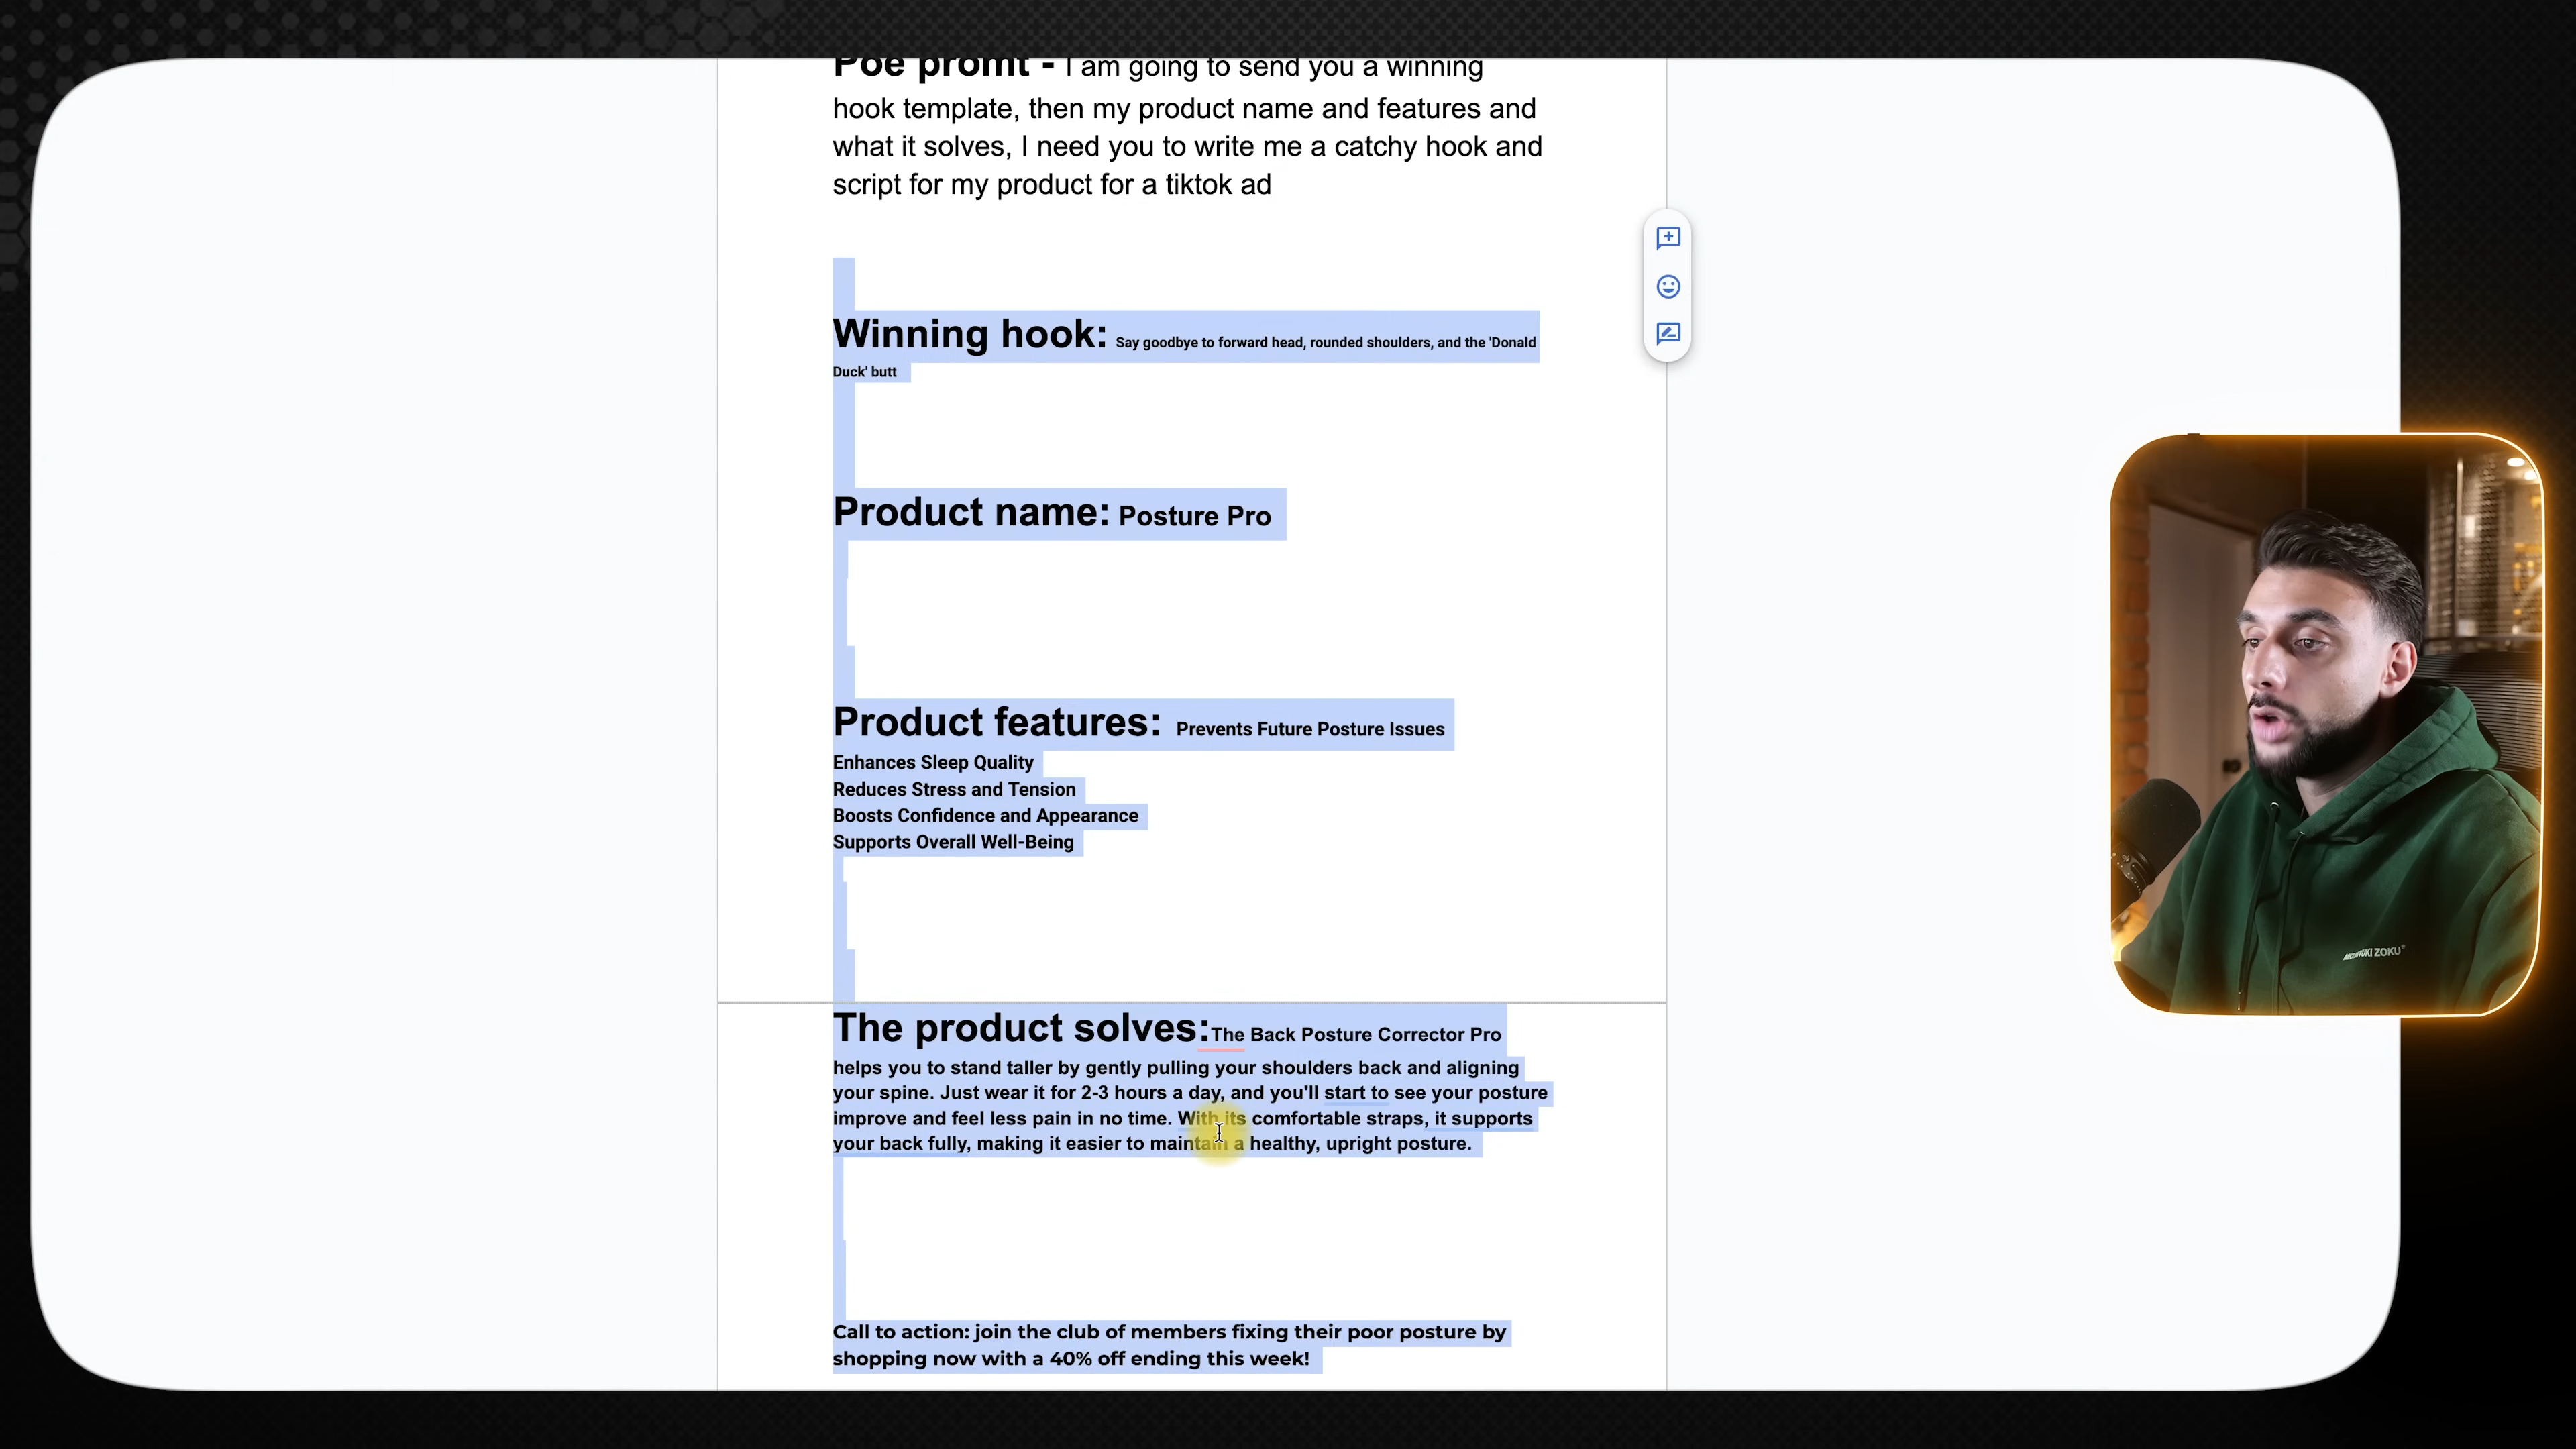 Poe promt - I am going to send you a winning
hook template, then my product name and features and
what it solves, I need you to write me a catchy hook and
script for my product for a tiktok ad
Winning hook: Say goodbye to forward head, rounded shoulders, and the 'Donald
Duck' butt
Product name: Posture Pro
Product features: Prevents Future Posture Issues
Enhances Sleep Quality
Reduces Stress and Tension
Boosts Confidence and Appearance
Supports Overall Well-Being
The product solves:The Back Posture Corrector Pro
helps you to stand taller by gently pulling your shoulders back and aligning
your spine. Just wear it for 2-3 hours a day, and you'll start to see your posture
improve and feel less pain in no time. With its comfortable straps, it supports
your back fully, making it easier to maintain a healthy, upright posture.
Call to action: join the club of members fixing their poor posture by
shopping now with a 40% off ending this week!
ZOKU